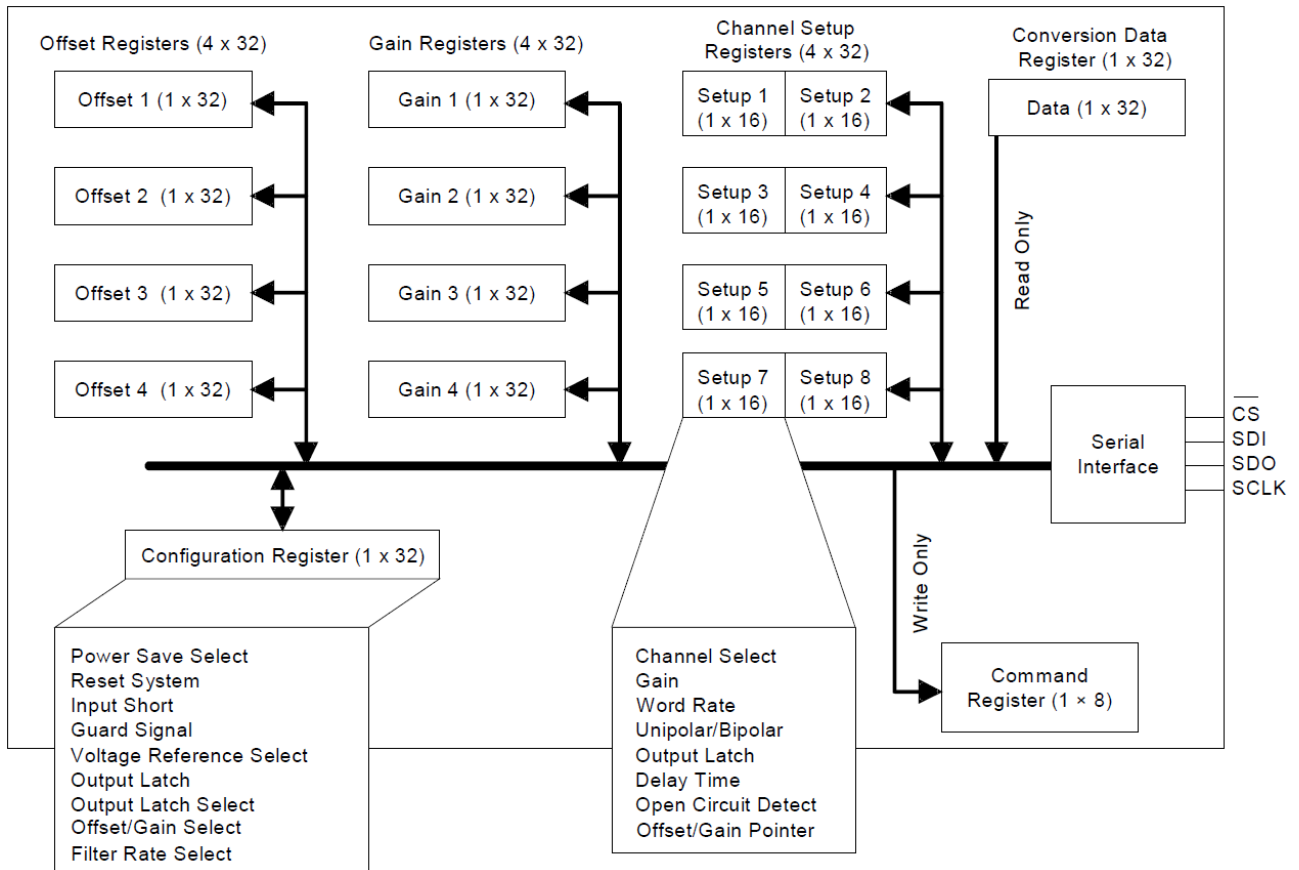 Offset Registers (4 x 32)
Offset 1 (1 x 32)
Offset 2 (1 x 32)
Offset 3 (1 x 32)
Offset 4 (1 x 32)
Gain Registers (4 x 32)
Gain 1 (1 x 32)
Gain 2 (1 x 32)
Gain 3 (1 x 32)
Gain 4 (1 x 32)
Channel Setup
Registers (4 x 32)
Setup 1
(1 x 16)
Setup 2
(1 x 16)
Setup 3
(1 x 16)
Setup 4
(1 x 16)
Setup 5
(1 x 16)
Setup 6
(1 x 16)
Setup 7
(1 x 16)
Setup 8
(1 x 16)
Conversion Data
Register (1 x 32)
Data (1 x 32)
Read Only
Serial
Interface
CS
SDI
SDO
SCLK
Configuration Register (1 x 32)
Power Save Select
Reset System
Input Short
Guard Signal
Voltage Reference Select
Output Latch
Output Latch Select
Offset/Gain Select
Filter Rate Select
Channel Select
Gain
Word Rate
Unipolar/Bipolar
Output Latch
Delay Time
Open Circuit Detect
Offset/Gain Pointer
Write Only
Command
Register (1 × 8)